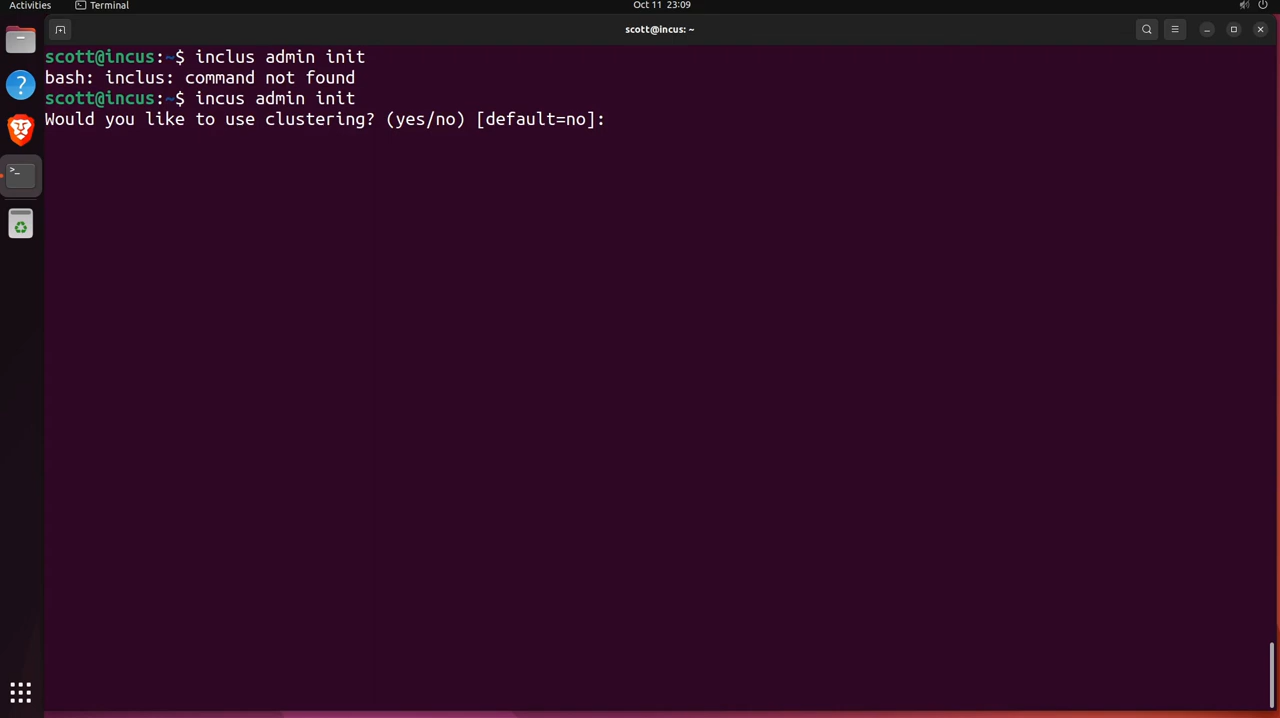 Activities
Terminal
Oct 11 23:09
scott@incus: ~
scott@incus:~$ inclus admin init
bash: inclus: command not found
scott@incus:~$ incus admin init
Would you like to use clustering? (yes/no) [default=no]: